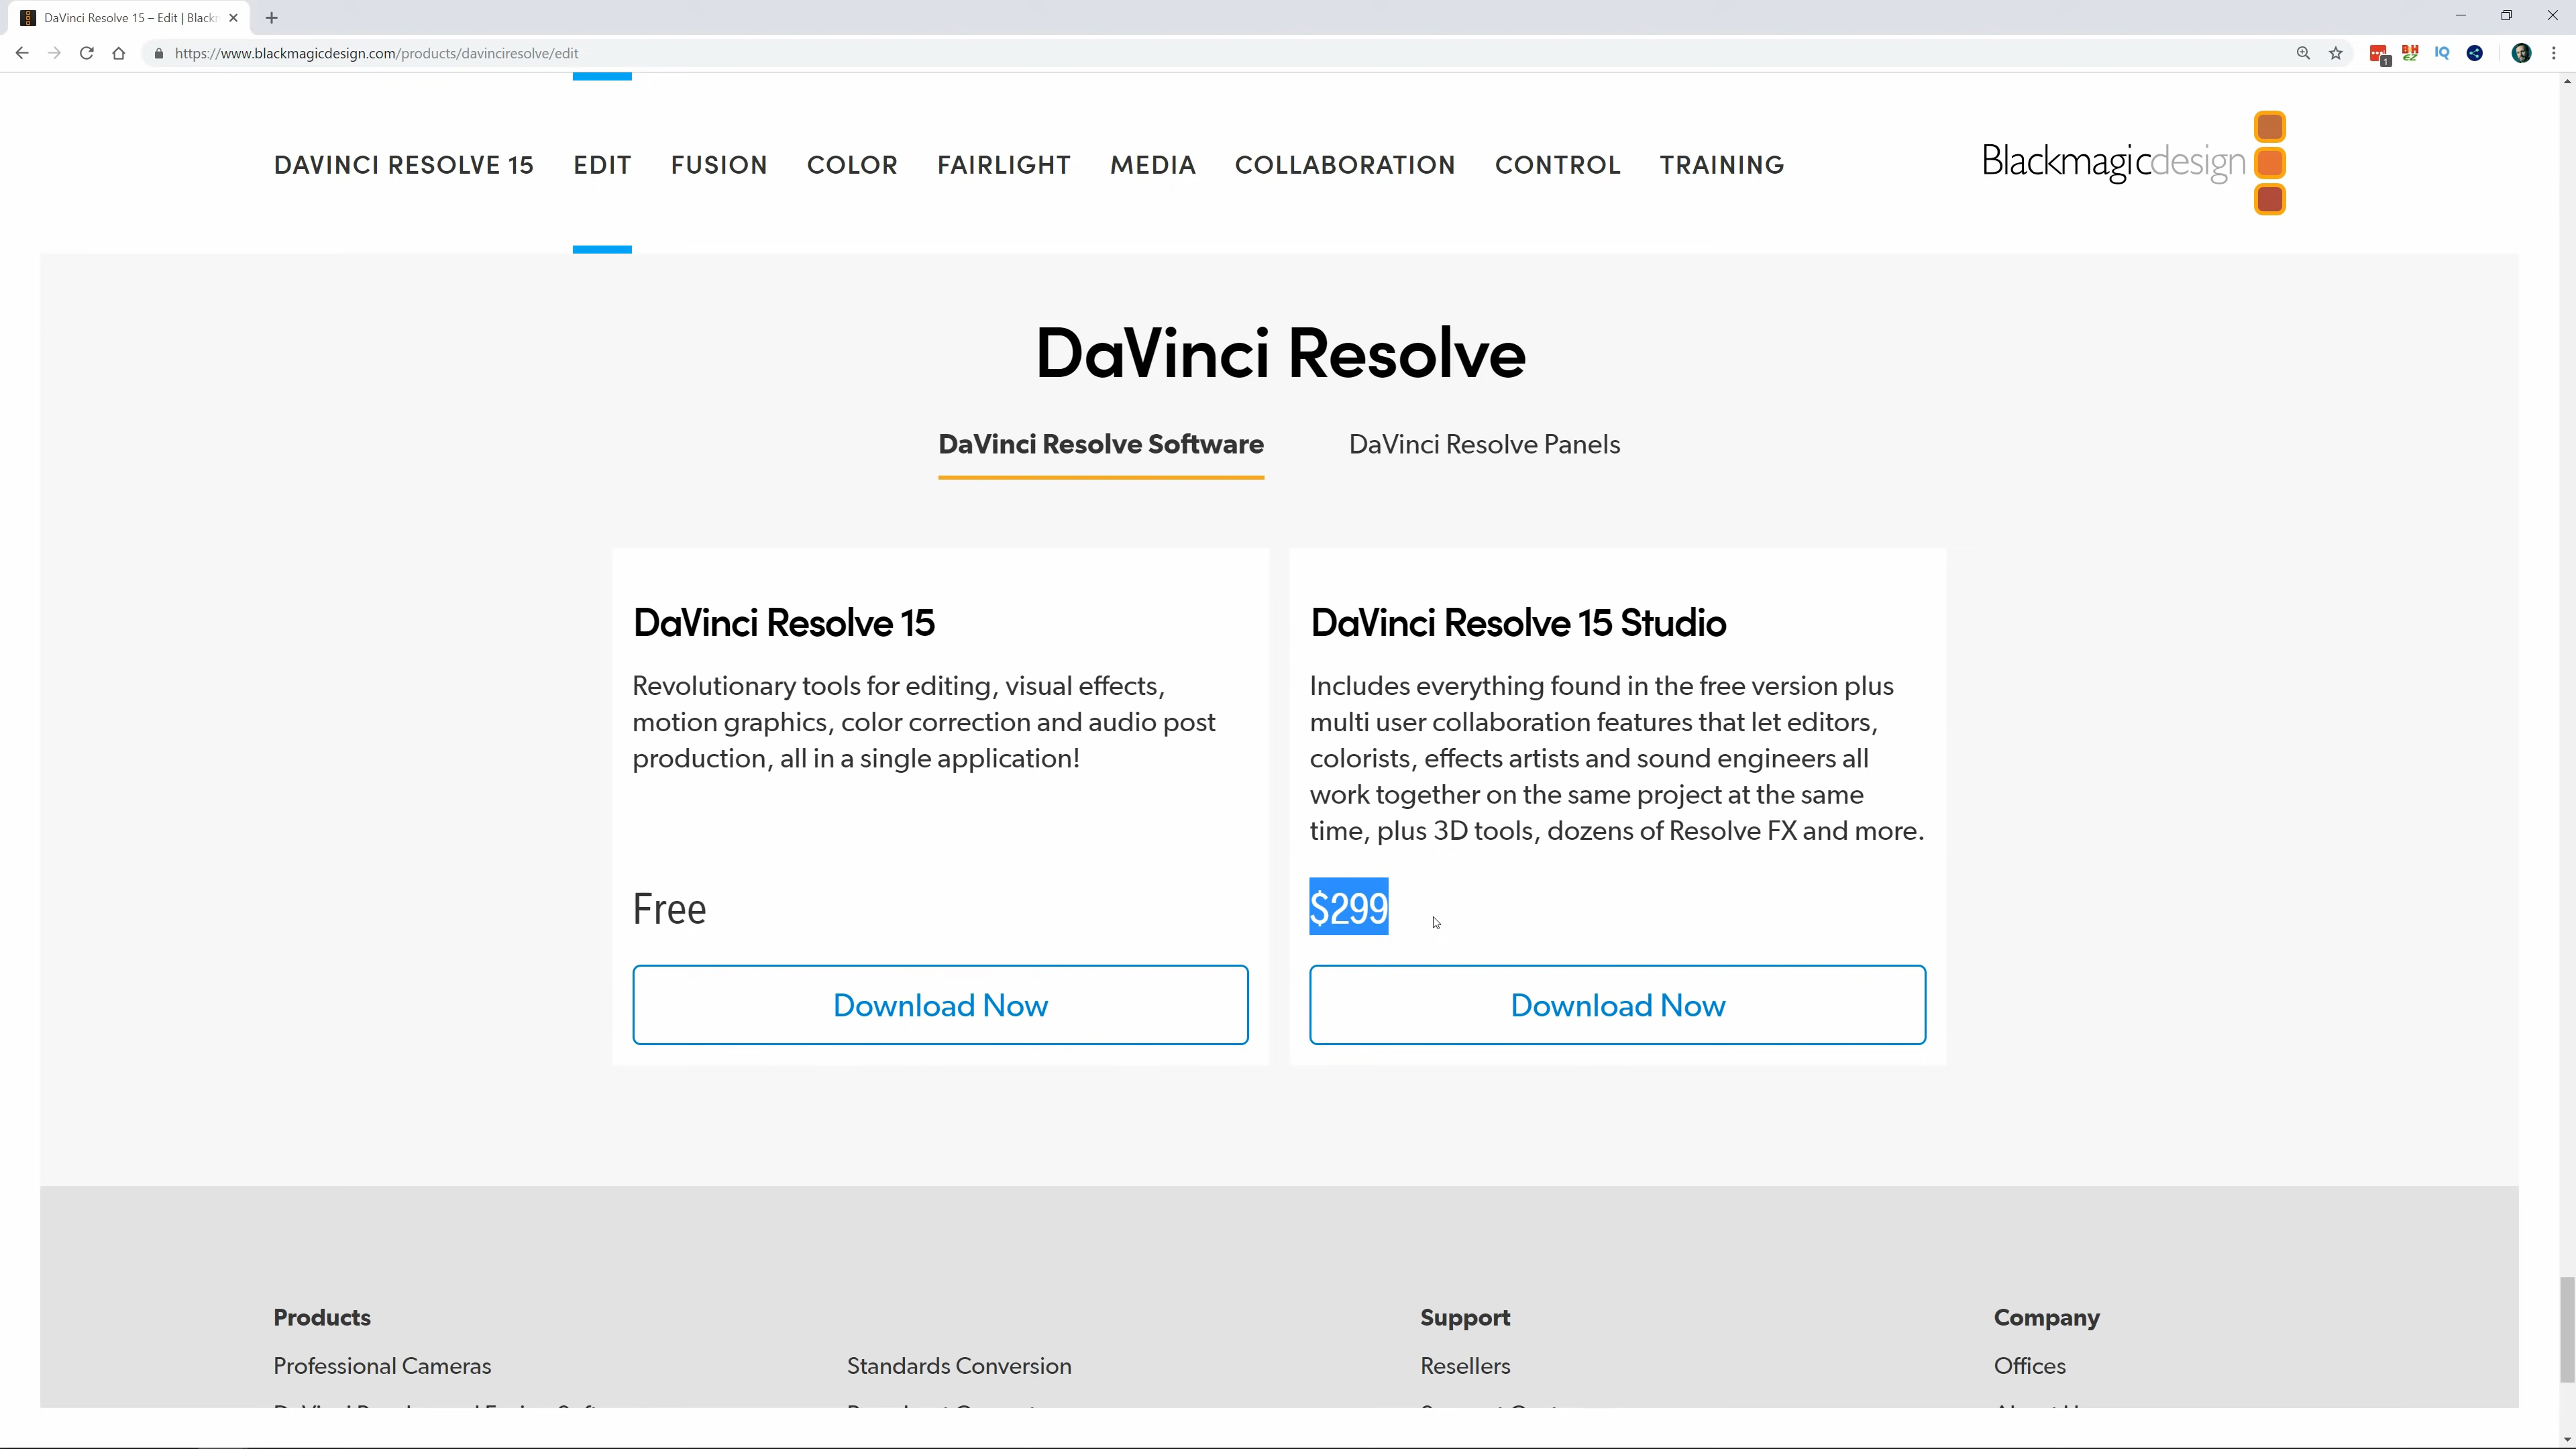 DaVinci Resolve 15 – Edit | Black
https://www.blackmagicdesign.com/products/davinciresolve/edit
1
BH
EZ
IQ
DAVINCI RESOLVE 15 EDIT FUSION COLOR FAIRLIGHT MEDIA COLLABORATION CONTROL TRAINING
Blackmagicdesign
DaVinci Resolve
DaVinci Resolve Software DaVinci Resolve Panels
DaVinci Resolve 15
Revolutionary tools for editing, visual effects,
motion graphics, color correction and audio post
production, all in a single application!
Free
Download Now
DaVinci Resolve 15 Studio
Includes everything found in the free version plus
multi user collaboration features that let editors,
colorists, effects artists and sound engineers all
work together on the same project at the same
time, plus 3D tools, dozens of Resolve FX and more.
$299
Download Now
Products
Professional Cameras
Standards Conversion
Support
Resellers
Company
Offices